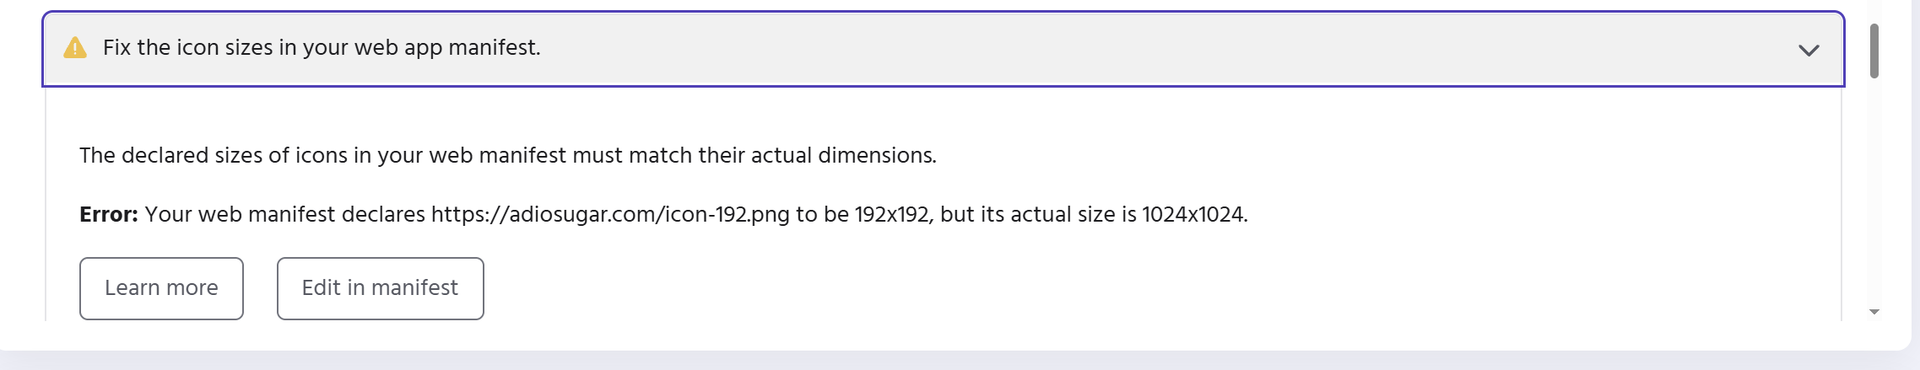 Fix the icon sizes in your web app manifest.
The declared sizes of icons in your web manifest must match their actual dimensions.
Error: Your web manifest declares https://adiosugar.com/icon-192.png to be 192x192, but its actual size is 1024x1024.
Learn more
Edit in manifest